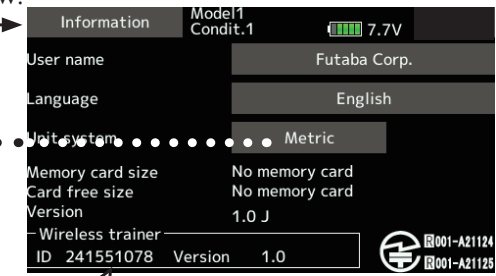 Information
Model1
Condit.1
7.7V
User name
Futaba Corp.
Language
English
Unit system
Metric
Memory card size
No memory card
Card free size
No memory card
Version
1.0 J
Wireless trainer
ID 241551078 Version 1.0
R001-A21124
R001-A21125